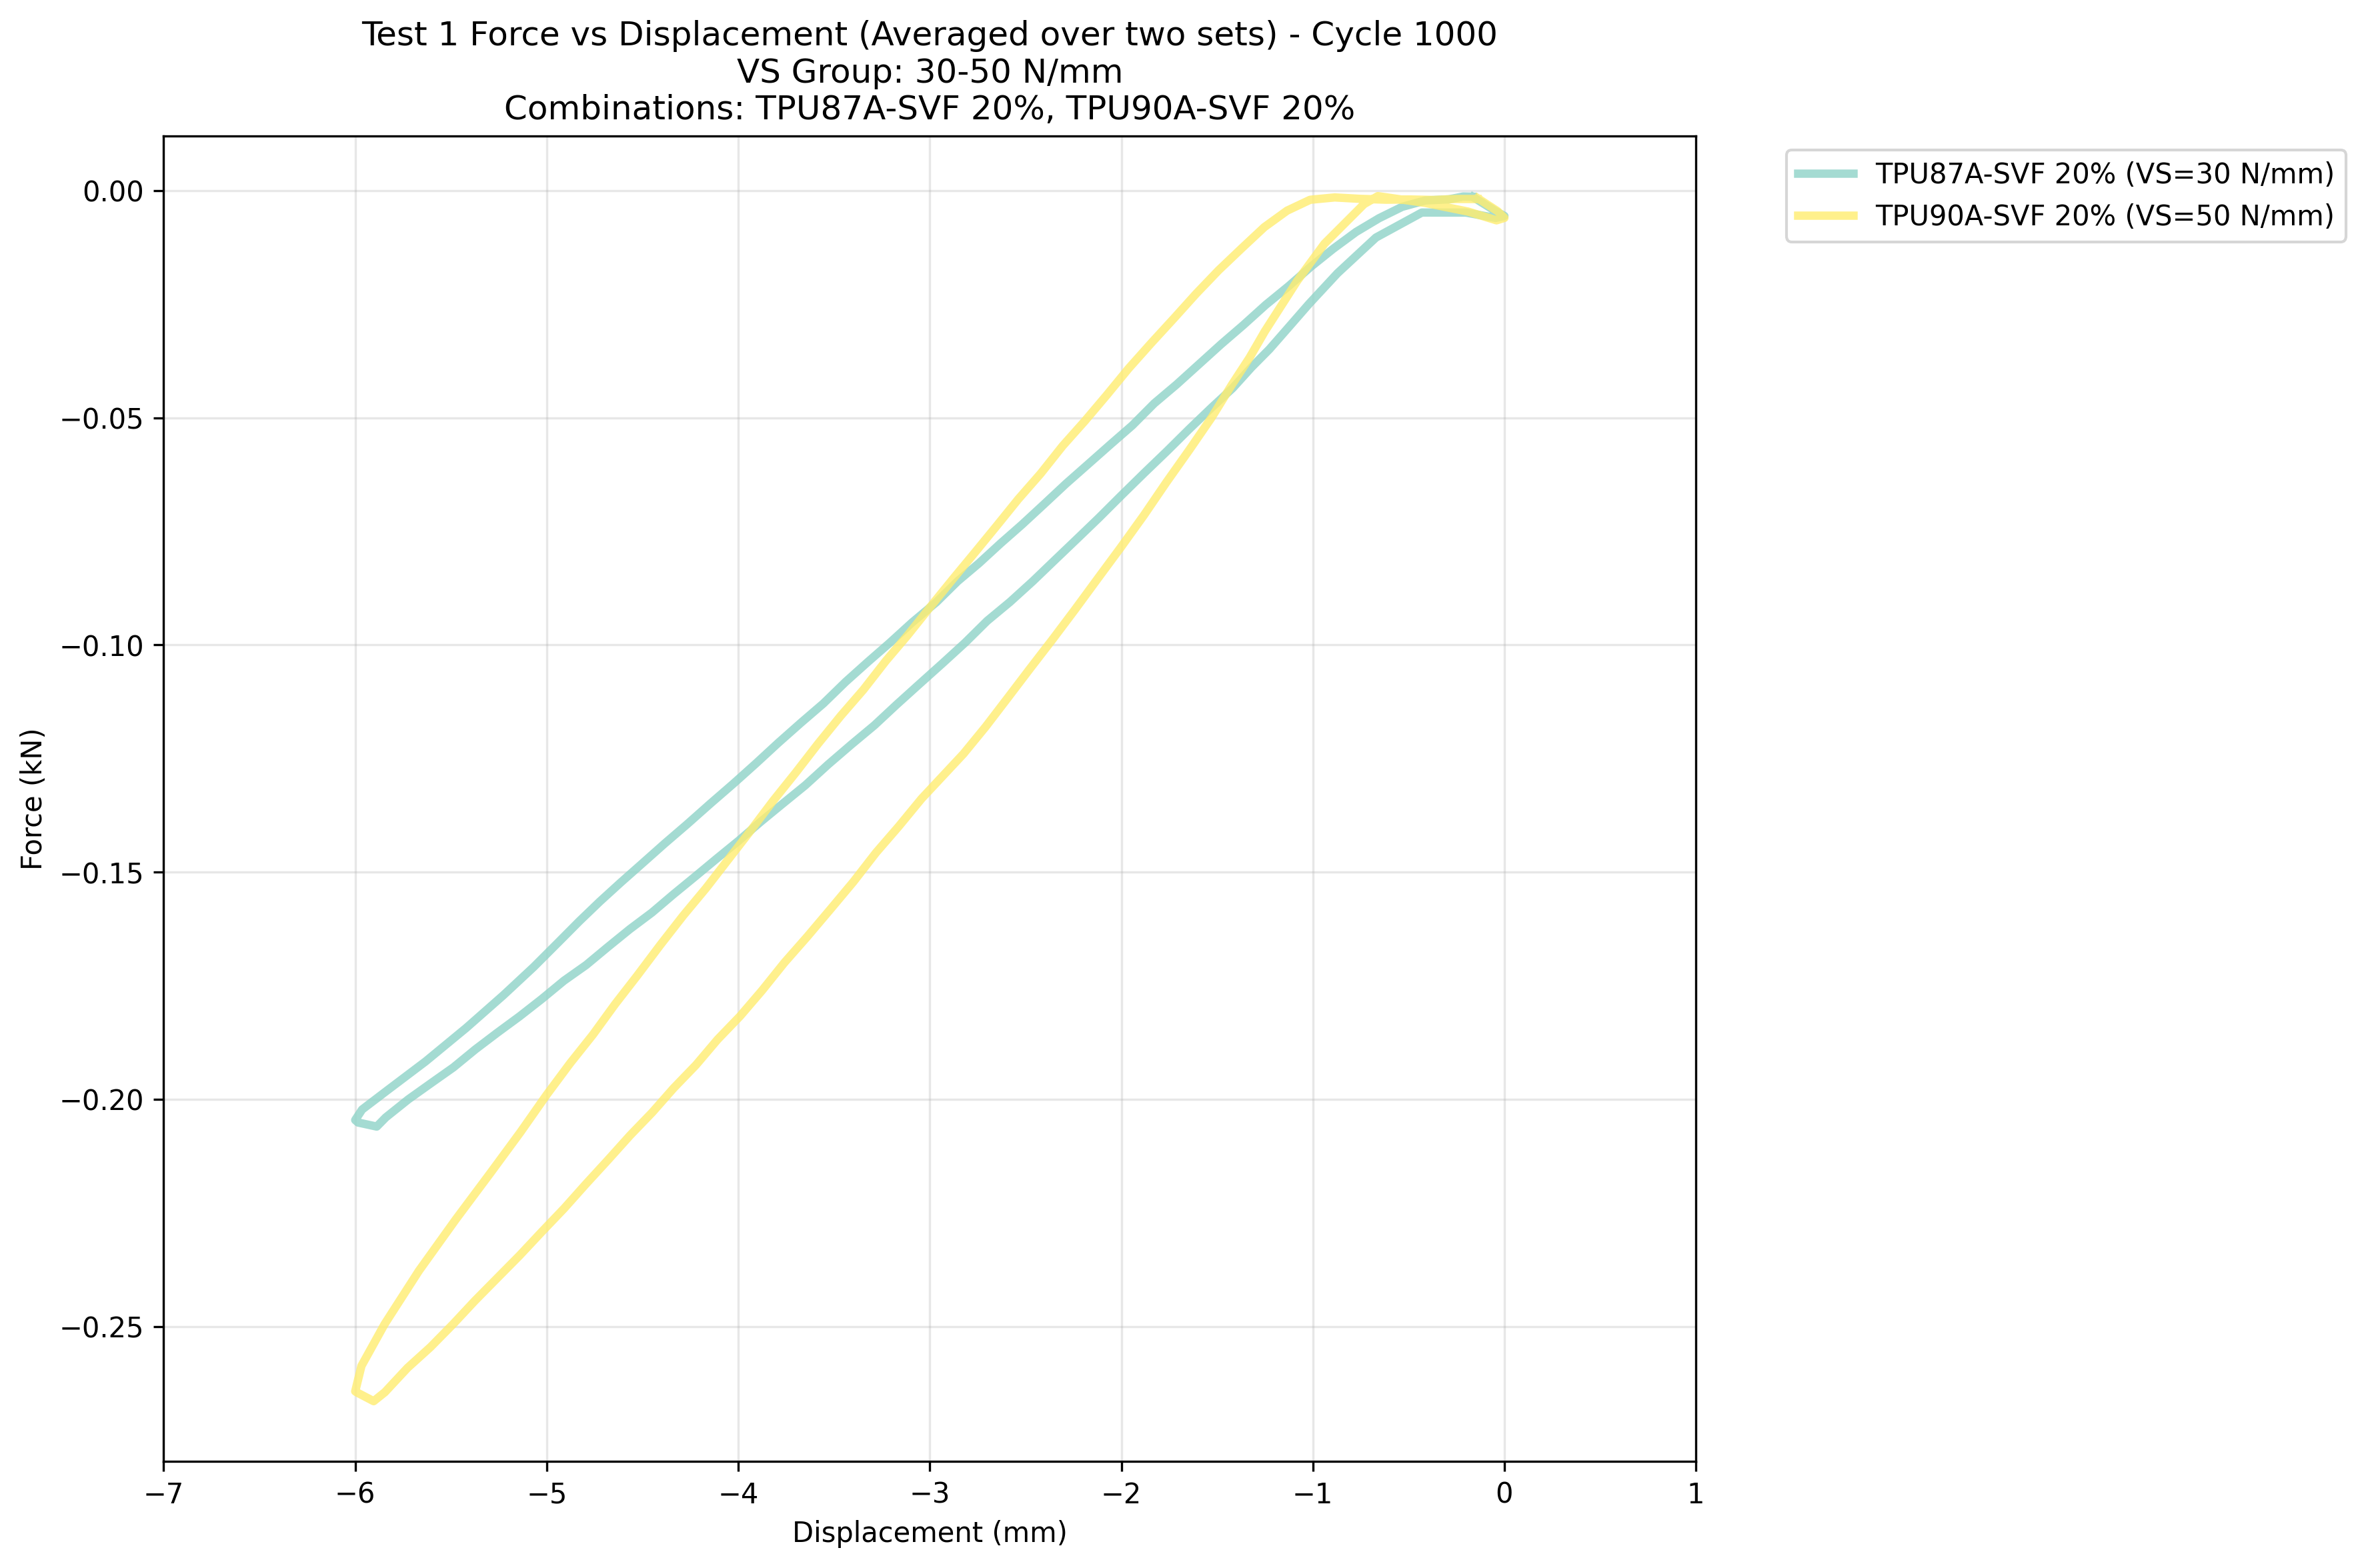 Test 1 Force vs Displacement (Averaged over two sets) - Cycle 1000
VS Group: 30-50 N/mm
Combinations: TPU87A-SVF 20%, TPU90A-SVF 20%
TPU87A-SVF 20% (VS=30 N/mm)
TPU90A-SVF 20% (VS=50 N/mm)
0.00
−0.05
−0.10
−0.15
−0.20
−0.25
Force (kN)
−7 −6 −5 −4 −3 −2 −1 0 1
Displacement (mm)